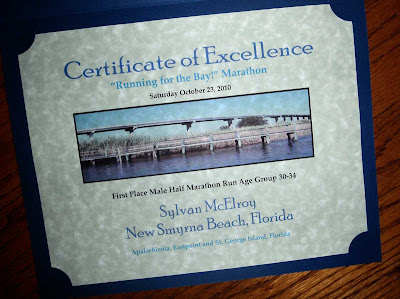 Certificate of Excellence
"Running for the Bay!" Marathon
Saturday October 23, 2010
First Place Male Half Marathon Run Age Group 30-34
Sylvan McElroy
New Smyrna Beach, Florida
Apalachicola, Eastpoint and St. George Island, Florida